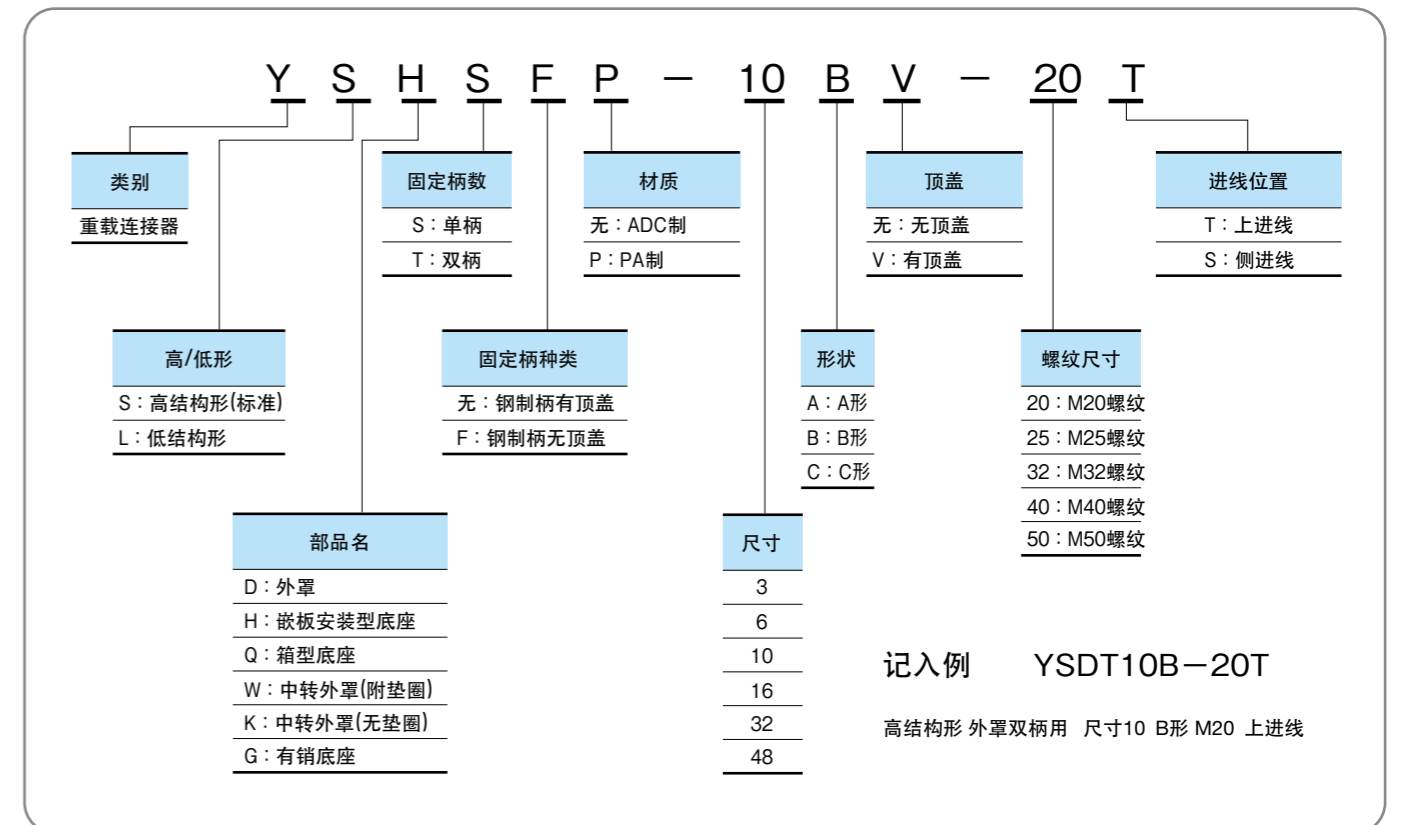 Y S H S F P － 10 B V － 20 T
类别
重载连接器
固定柄数
S：单柄
T：双柄
材质
无：ADC制
P：PA制
顶盖
无：无顶盖
V：有顶盖
进线位置
T：上进线
S：侧进线
高/低形
S：高结构形(标准)
L：低结构形
固定柄种类
无：钢制柄有顶盖
F：钢制柄无顶盖
形状
A：A形
B：B形
C：C形
螺纹尺寸
20：M20螺纹
25：M25螺纹
32：M32螺纹
40：M40螺纹
50：M50螺纹
部品名
D：外罩
H：嵌板安装型底座
Q：箱型底座
W：中转外罩(附垫圈)
K：中转外罩(无垫圈)
G：有销底座
尺寸
3
6
10
16
32
48
记入例 YSDT10B－20T
高结构形 外罩双柄用 尺寸10 B形 M20 上进线